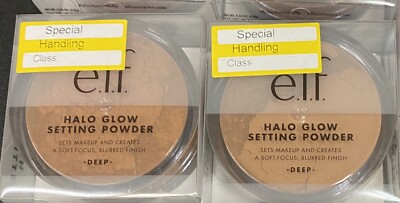 Special
Handling
Class:
e.l.f.
HALO GLOW
SETTING POWDER
SETS MAKEUP AND CREATES
A SOFT-FOCUS, BLURRED FINISH
-DEEP-
Special
Handling
Class
e.l.f.
HALO GLOW
SETTING POWDER
SETS MAKEUP AND CREATES
A SOFT-FOCUS, BLURRED FINISH
-DEEP-